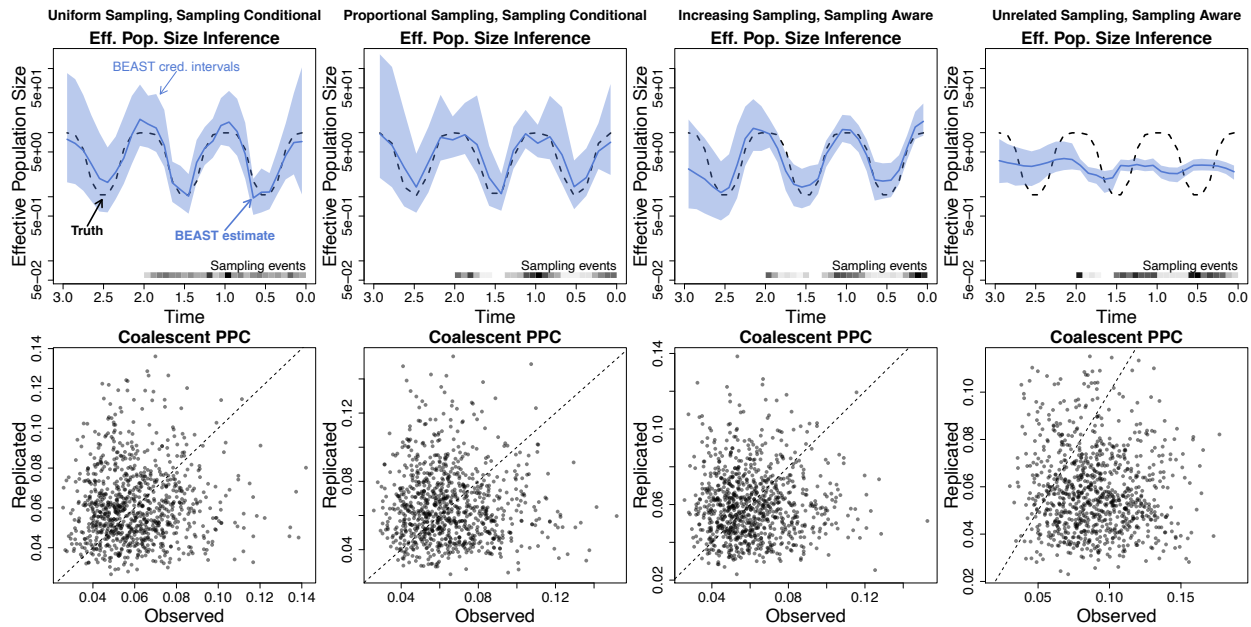 Uniform Sampling, Sampling Conditional
Eff. Pop. Size Inference
Effective Population Size
5e+01
5e+00
5e-01
5e-02
BEAST cred. intervals
Truth
BEAST estimate
Sampling events
3.0 2.5 2.0 1.5 1.0 0.5 0.0
Time
Proportional Sampling, Sampling Conditional
Eff. Pop. Size Inference
Effective Population Size
5e+01
5e+00
5e-01
5e-02
Sampling events
3.0 2.5 2.0 1.5 1.0 0.5 0.0
Time
Increasing Sampling, Sampling Aware
Eff. Pop. Size Inference
Effective Population Size
5e+01
5e+00
5e-01
5e-02
Sampling events
3.0 2.5 2.0 1.5 1.0 0.5 0.0
Time
Unrelated Sampling, Sampling Aware
Eff. Pop. Size Inference
Effective Population Size
5e+01
5e+00
5e-01
5e-02
Sampling events
3.0 2.5 2.0 1.5 1.0 0.5 0.0
Time
Coalescent PPC
Replicated
0.14
0.12
0.10
0.08
0.06
0.04
0.04 0.06 0.08 0.10 0.12 0.14
Observed
Coalescent PPC
Replicated
0.12
0.08
0.04
0.04 0.08 0.12
Observed
Coalescent PPC
Replicated
0.14
0.10
0.06
0.02
0.04 0.08 0.12
Observed
Coalescent PPC
Replicated
0.10
0.08
0.06
0.04
0.02
0.05 0.10 0.15
Observed